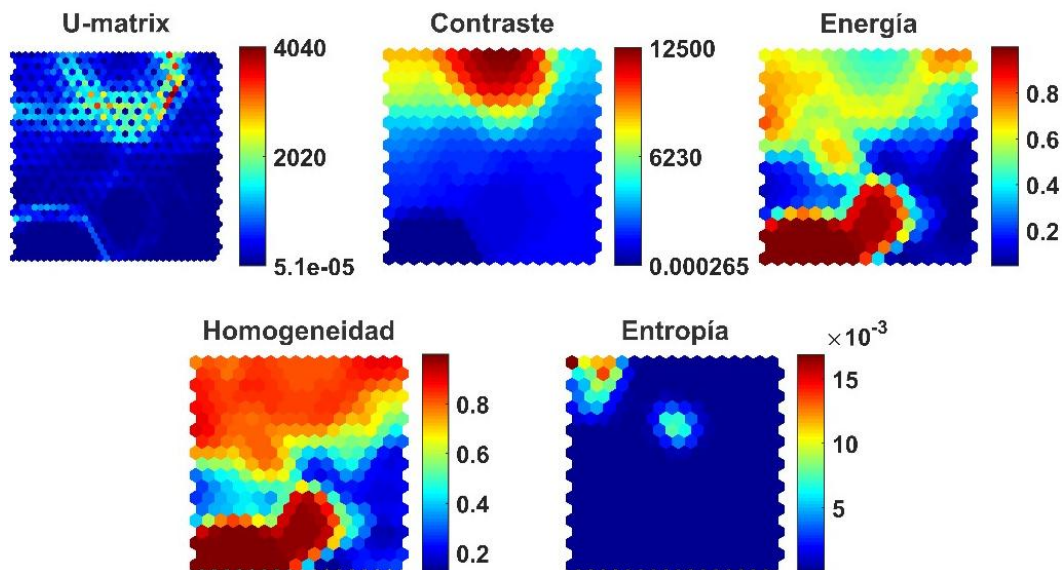 U-matrix
4040
2020
5.1e-05
Contraste
12500
6230
0.000265
Energía
0.8
0.6
0.4
0.2
Homogeneidad
0.8
0.6
0.4
0.2
Entropía
×10⁻³
15
10
5